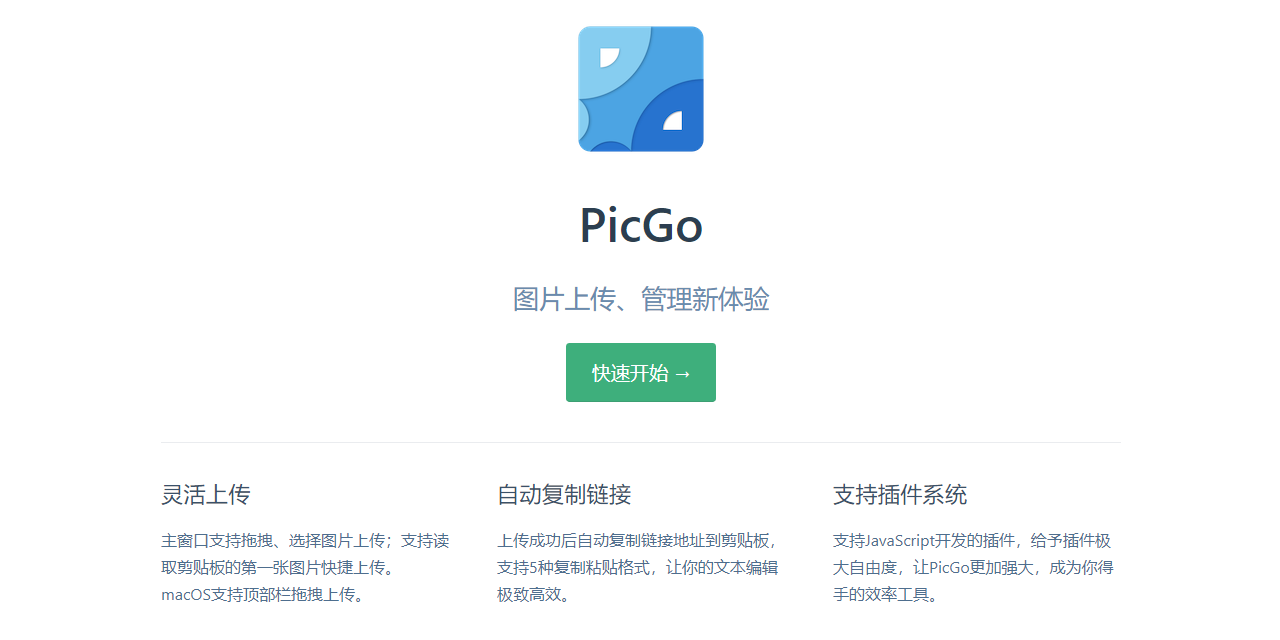 PicGo
图片上传、管理新体验
快速开始 →
灵活上传
主窗口支持拖拽、选择图片上传；支持读
取剪贴板的第一张图片快捷上传。
macOS支持顶部栏拖拽上传。
自动复制链接
上传成功后自动复制链接地址到剪贴板，
支持5种复制粘贴格式，让你的文本编辑
极致高效。
支持插件系统
支持JavaScript开发的插件，给予插件极
大自由度，让PicGo更加强大，成为你得
手的效率工具。